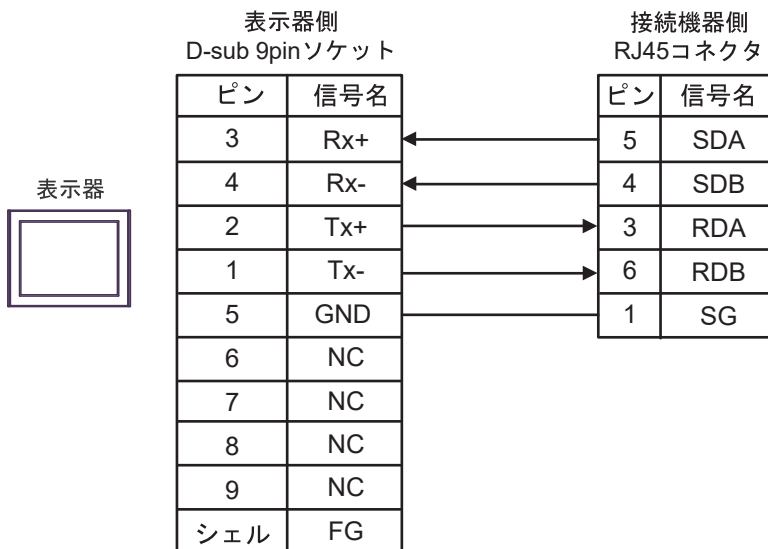 表示器側
D-sub 9pinソケット
接続機器側
RJ45コネクタ
表示器
ピン 信号名 ピン 信号名
3 Rx+ 5 SDA
4 Rx- 4 SDB
2 Tx+ 3 RDA
1 Tx- 6 RDB
5 GND 1 SG
6 NC
7 NC
8 NC
9 NC
シェル FG